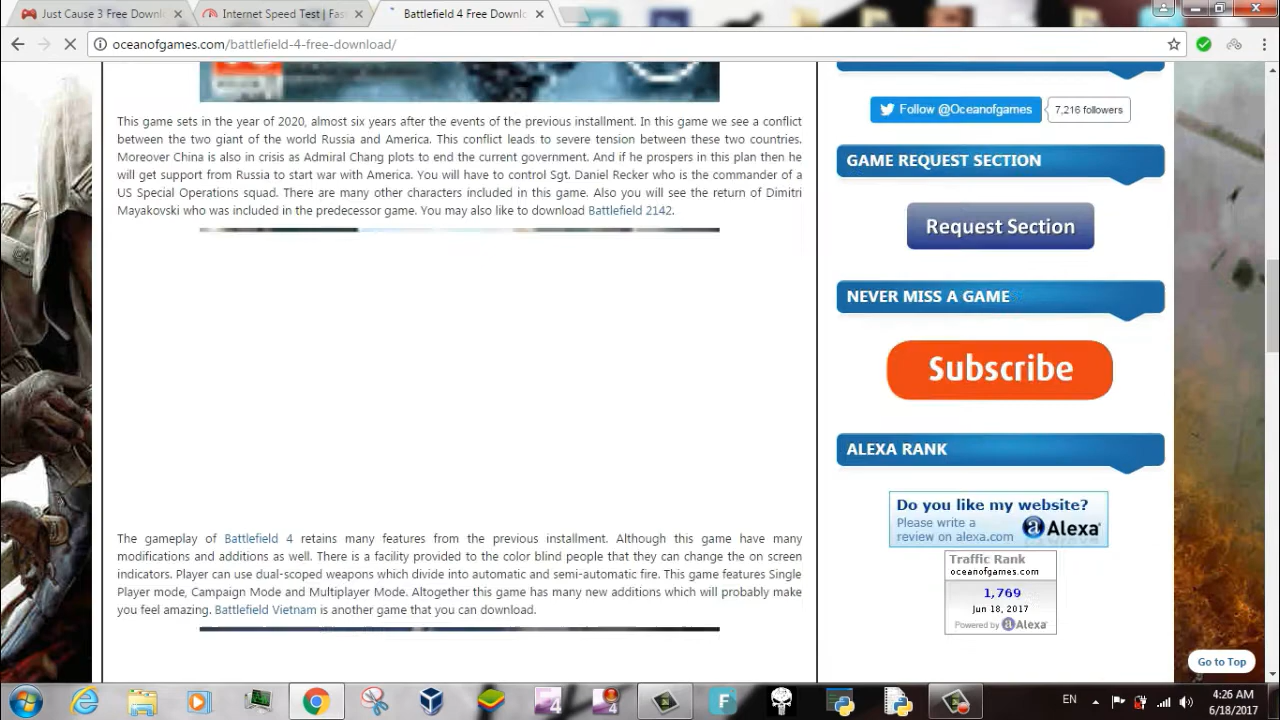 Just Cause 3 Free Downl
Internet Speed Test | Fas
Battlefield 4 Free Downl
oceanofgames.com/battlefield-4-free-download/
This game sets in the year of 2020, almost six years after the events of the previous installment. In this game we see a conflict
between the two giant of the world Russia and America. This conflict leads to severe tension between these two countries.
Moreover China is also in crisis as Admiral Chang plots to end the current government. And if he prospers in this plan then he
will get support from Russia to start war with America. You will have to control Sgt. Daniel Recker who is the commander of a
US Special Operations squad. There are many other characters included in this game. Also you will see the return of Dimitri
Mayakovski who was included in the predecessor game. You may also like to download Battlefield 2142.
The gameplay of Battlefield 4 retains many features from the previous installment. Although this game have many
modifications and additions as well. There is a facility provided to the color blind people that they can change the on screen
indicators. Player can use dual-scoped weapons which divide into automatic and semi-automatic fire. This game features Single
Player mode, Campaign Mode and Multiplayer Mode. Altogether this game has many new additions which will probably make
you feel amazing. Battlefield Vietnam is another game that you can download.
Follow @Oceanofgames
7,216 followers
GAME REQUEST SECTION
Request Section
NEVER MISS A GAME
Subscribe
ALEXA RANK
Do you like my website?
Please write a
review on alexa.com
Alexa
Traffic Rank
oceanofgames.com
1,769
Jun 18, 2017
Powered by Alexa
Go to Top
EN
4:26 AM
6/18/2017